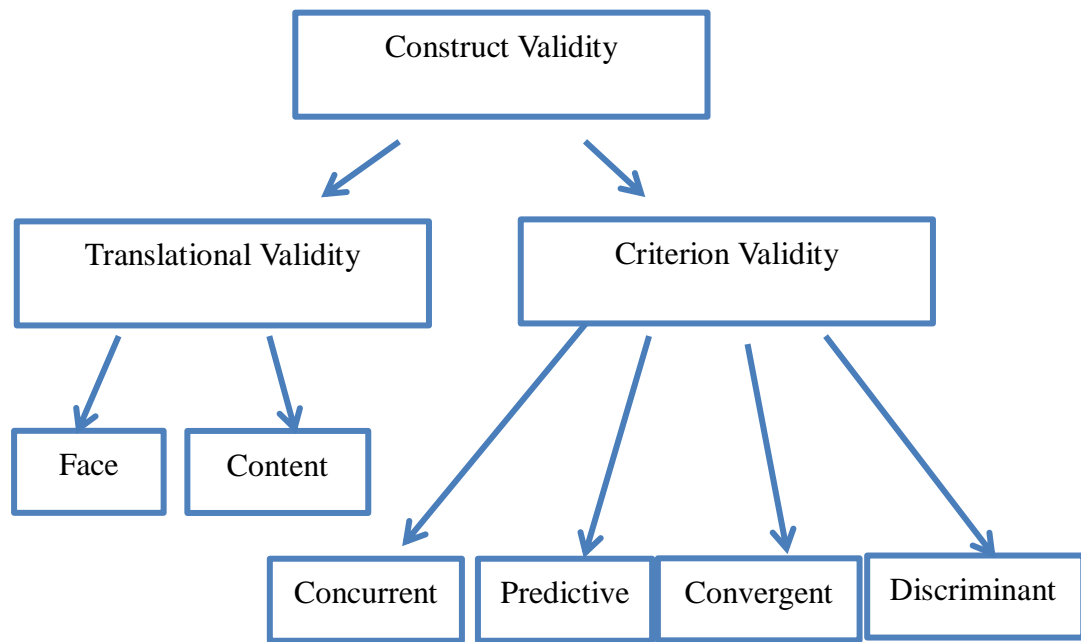 Construct Validity
Translational Validity
Criterion Validity
Face
Content
Concurrent
Predictive
Convergent
Discriminant